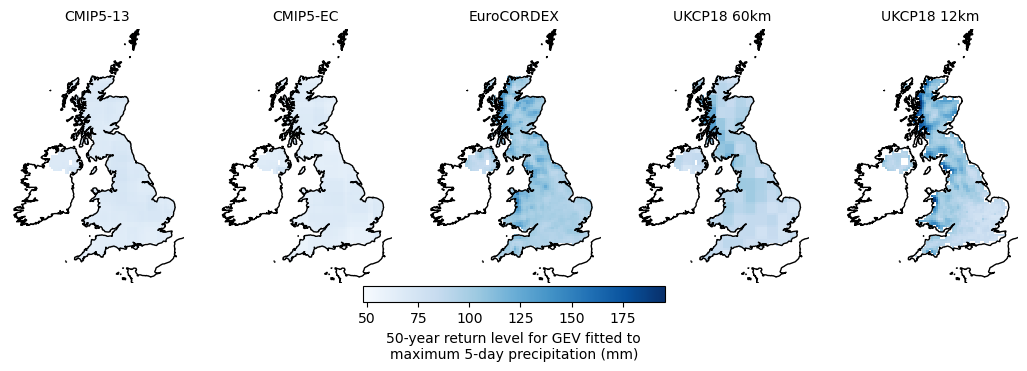 CMIP5-13 CMIP5-EC EuroCORDEX UKCP18 60km UKCP18 12km
50 75 100 125 150 175
50-year return level for GEV fitted to
maximum 5-day precipitation (mm)